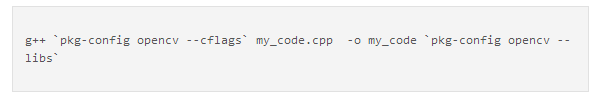 g++ `pkg-config opencv --cflags` my_code.cpp  -o my_code `pkg-config opencv --
libs`